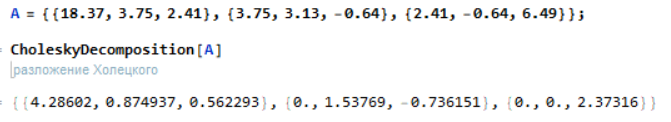 A = {{18.37, 3.75, 2.41}, {3.75, 3.13, -0.64}, {2.41, -0.64, 6.49}};
CholeskyDecomposition[A]
разложение Холецкого
= {{4.28602, 0.874937, 0.562293}, {0., 1.53769, -0.736151}, {0., 0., 2.37316}}